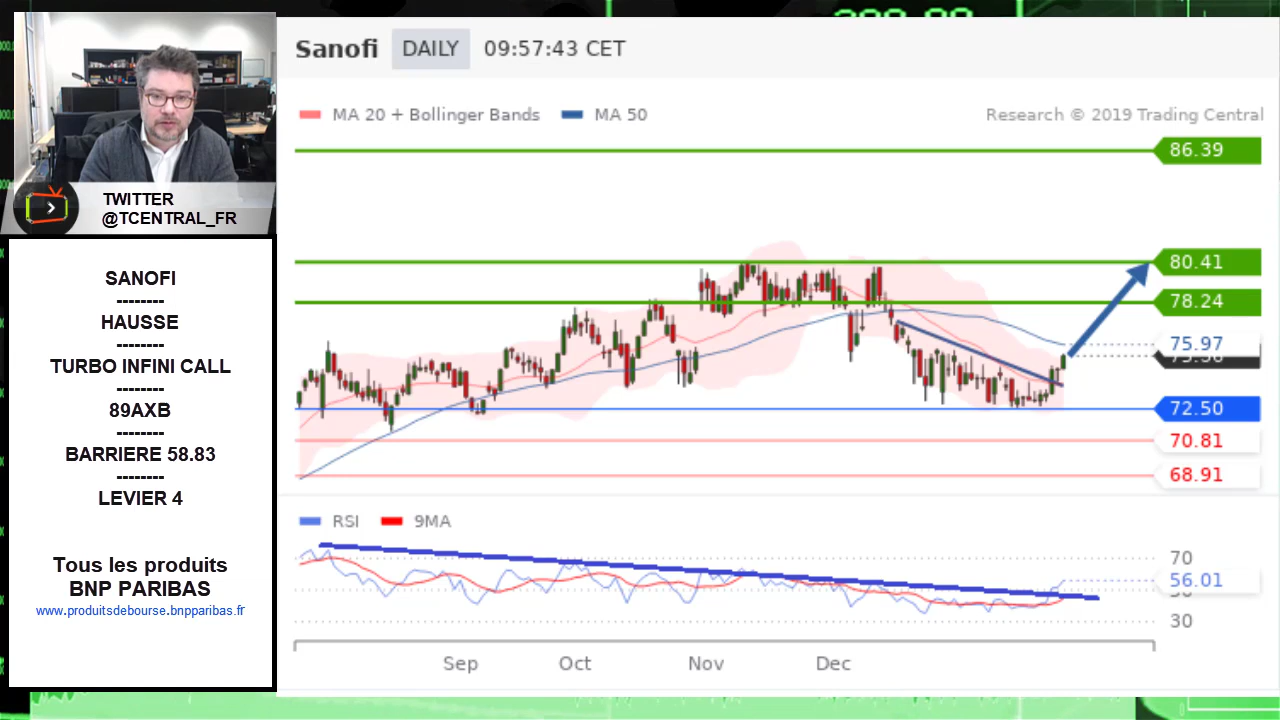 Sanofi DAILY 09:57:43 CET
MA 20 + Bollinger Bands MA 50
Research © 2019 Trading Central
86.39
80.41
78.24
75.97
72.50
70.81
68.91
RSI 9MA
70
56.01
30
Sep Oct Nov Dec
TWITTER
@TCENTRAL_FR
SANOFI
--------
HAUSSE
--------
TURBO INFINI CALL
--------
89AXB
--------
BARRIERE 58.83
--------
LEVIER 4
Tous les produits
BNP PARIBAS
www.produitsdebourse.bnpparibas.fr